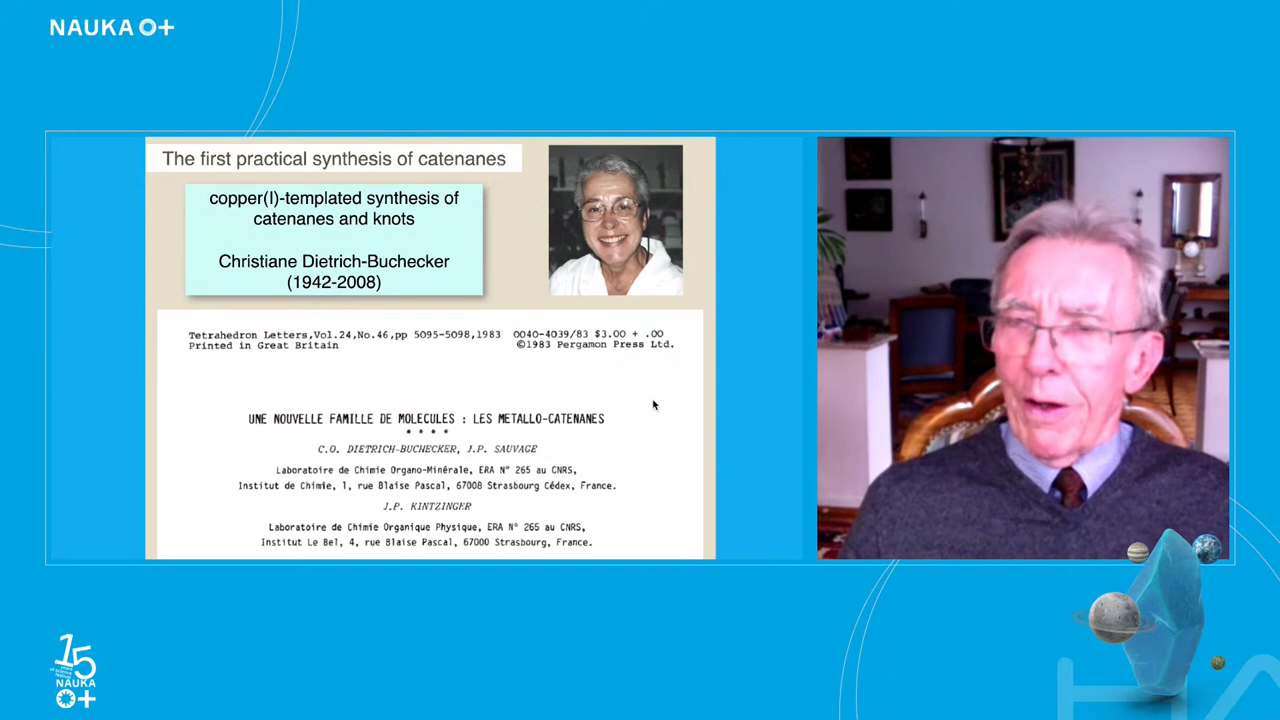 NAUKA O+
The first practical synthesis of catenanes
copper(I)-templated synthesis of
catenanes and knots
Christiane Dietrich-Buchecker
(1942-2008)
Tetrahedron Letters,Vol.24,No.46,pp 5095-5098,1983 0040-4039/83 $3.00 + .00
Printed in Great Britain ©1983 Pergamon Press Ltd.
UNE NOUVELLE FAMILLE DE MOLECULES : LES METALLO-CATENANES
* * * *
C.O. DIETRICH-BUCHECKER, J.P. SAUVAGE
Laboratoire de Chimie Organo-Minérale, ERA N° 265 au CNRS,
Institut de Chimie, 1, rue Blaise Pascal, 67008 Strasbourg Cédex, France.
J.P. KINTZINGER
Laboratoire de Chimie Organique Physique, ERA N° 265 au CNRS,
Institut Le Bel, 4, rue Blaise Pascal, 67000 Strasbourg, France.
15
NAUKA
O+